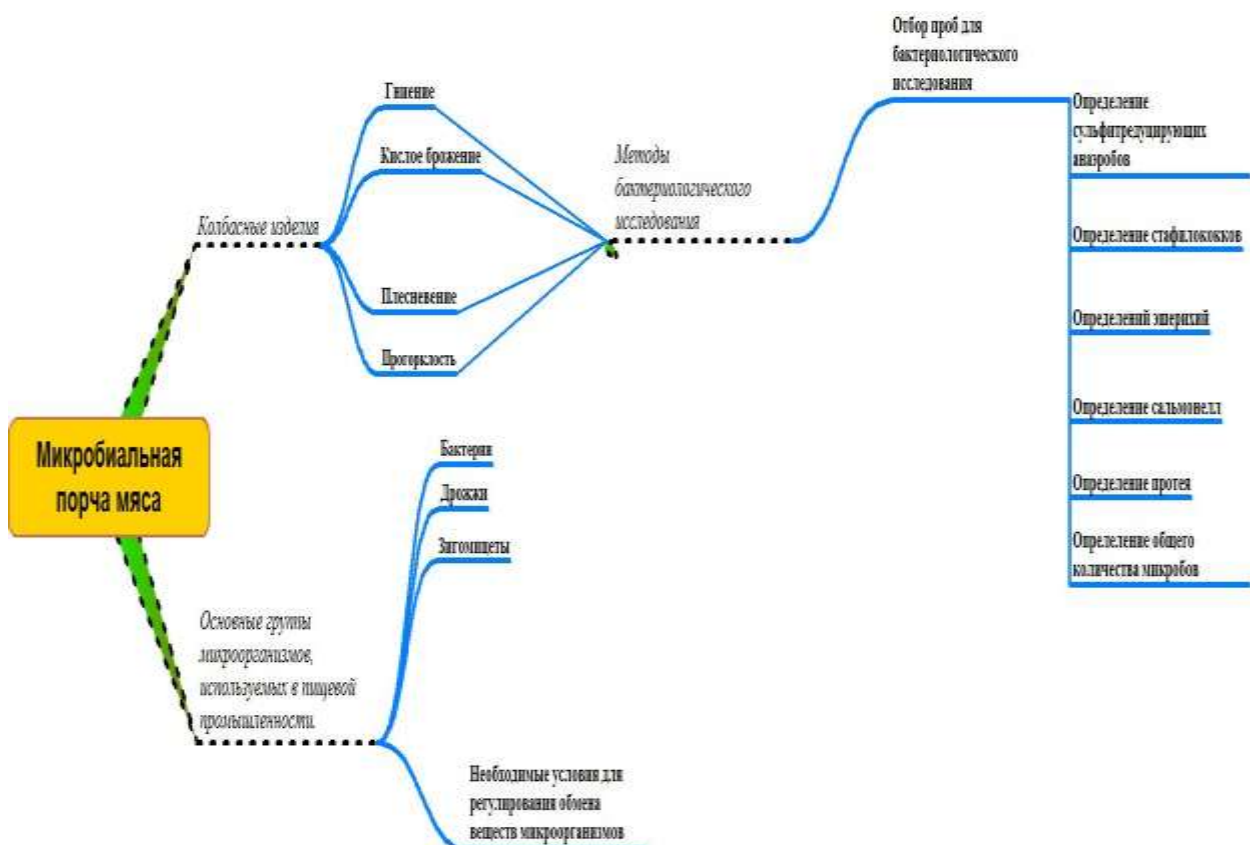 Отбор проб для
бактериологического
исследования
Гниение
Кислое брожение
Методы
бактериологического
исследования
Определение
сульфитредуцирующих
анаэробов
Колбасные изделия
Определение стафилококков
Плесневение
Определений эшерихий
Прогорклость
Определение сальмонелл
Микробиальная
порча мяса
Бактерии
Дрожжи
Зигомицеты
Определение протея
Определение общего
количества микробов
Основные группы
микроорганизмов,
используемых в пищевой
промышленности.
Необходимые условия для
регулирования обмена
веществ микроорганизмов